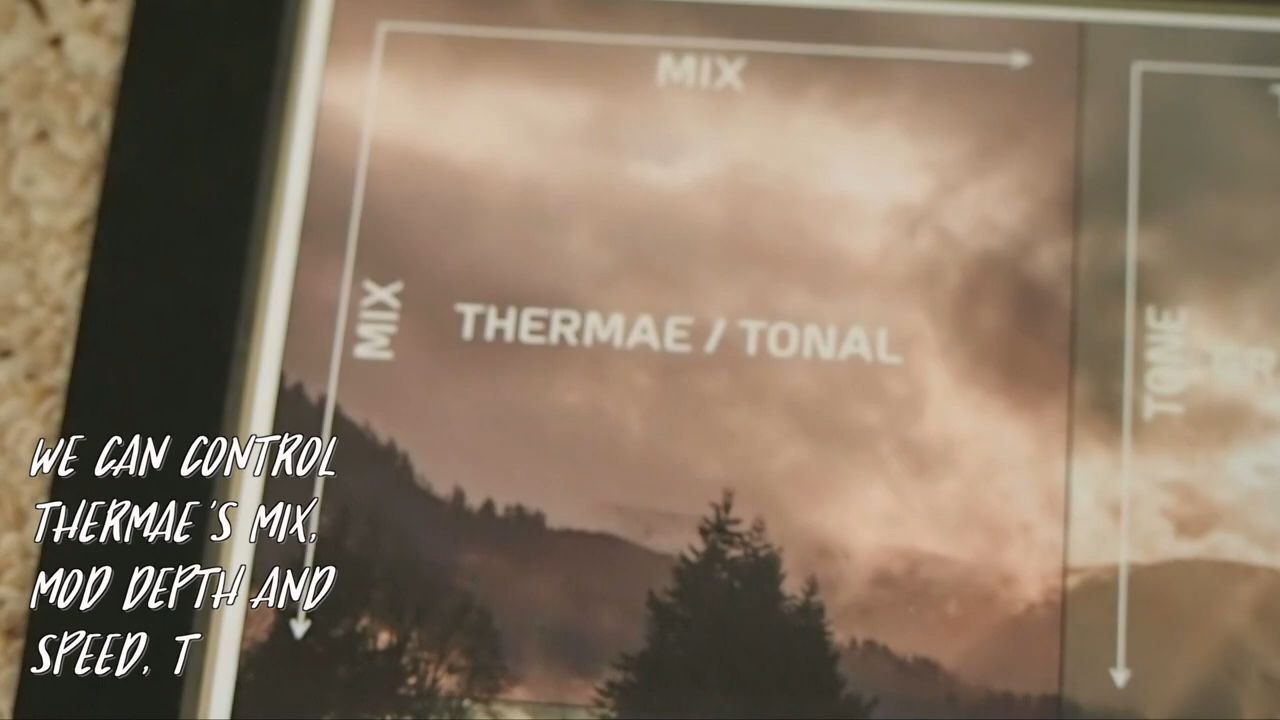 MIX
MIX
THERMAE / TONAL
TONE
WE CAN CONTROL
THERMAE'S MIX,
MOD DEPTH AND
SPEED, T